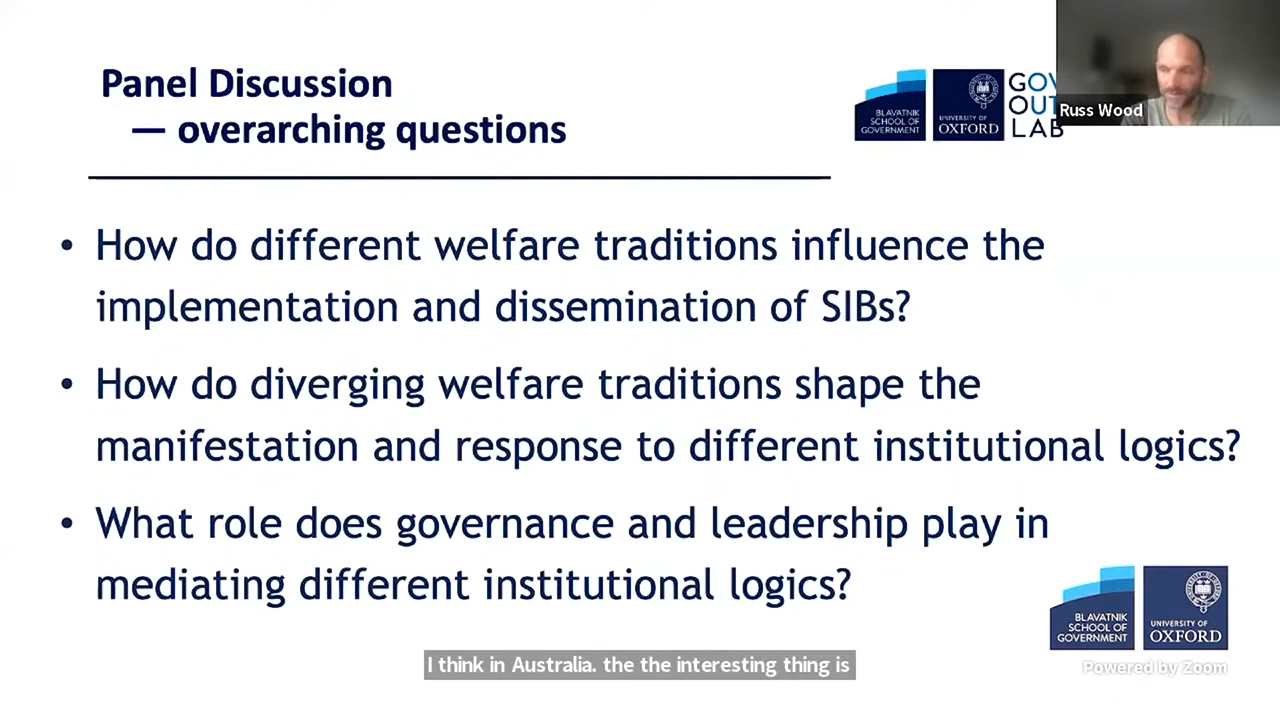 Panel Discussion
— overarching questions
BLAVATNIK
SCHOOL OF
GOVERNMENT
UNIVERSITY OF
OXFORD
GOV
OUT
LAB
Russ Wood
• How do different welfare traditions influence the
implementation and dissemination of SIBs?
• How do diverging welfare traditions shape the
manifestation and response to different institutional logics?
• What role does governance and leadership play in
mediating different institutional logics?
BLAVATNIK
SCHOOL OF
GOVERNMENT
UNIVERSITY OF
OXFORD
I think in Australia. the the interesting thing is
Powered by Zoom